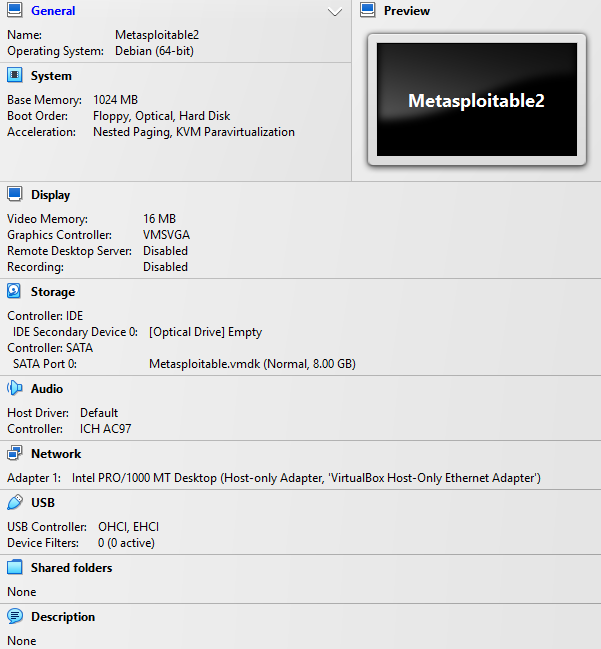 General
Name: Metasploitable2
Operating System: Debian (64-bit)
Preview
Metasploitable2
System
Base Memory: 1024 MB
Boot Order: Floppy, Optical, Hard Disk
Acceleration: Nested Paging, KVM Paravirtualization
Display
Video Memory: 16 MB
Graphics Controller: VMSVGA
Remote Desktop Server: Disabled
Recording: Disabled
Storage
Controller: IDE
IDE Secondary Device 0: [Optical Drive] Empty
Controller: SATA
SATA Port 0: Metasploitable.vmdk (Normal, 8.00 GB)
Audio
Host Driver: Default
Controller: ICH AC97
Network
Adapter 1: Intel PRO/1000 MT Desktop (Host-only Adapter, 'VirtualBox Host-Only Ethernet Adapter')
USB
USB Controller: OHCI, EHCI
Device Filters: 0 (0 active)
Shared folders
None
Description
None